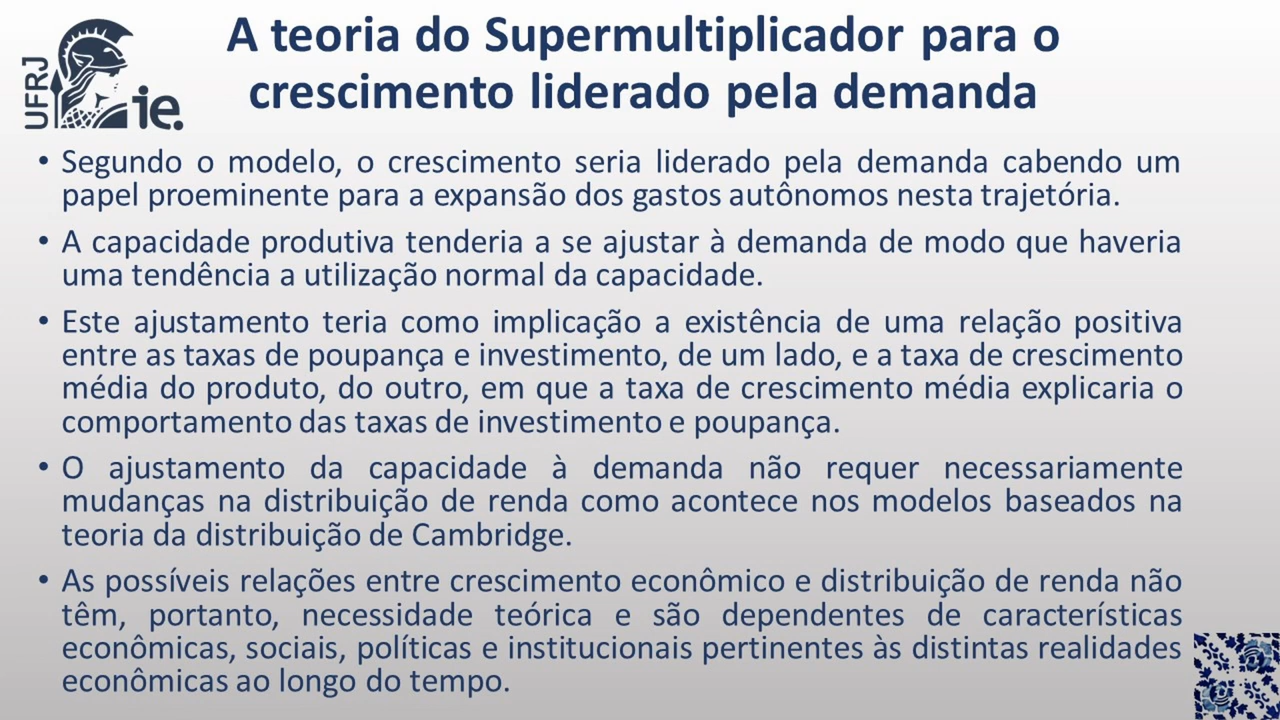 UFRJ
ie.
A teoria do Supermultiplicador para o
crescimento liderado pela demanda
• Segundo o modelo, o crescimento seria liderado pela demanda cabendo um
papel proeminente para a expansão dos gastos autônomos nesta trajetória.
• A capacidade produtiva tenderia a se ajustar à demanda de modo que haveria
uma tendência a utilização normal da capacidade.
• Este ajustamento teria como implicação a existência de uma relação positiva
entre as taxas de poupança e investimento, de um lado, e a taxa de crescimento
média do produto, do outro, em que a taxa de crescimento média explicaria o
comportamento das taxas de investimento e poupança.
• O ajustamento da capacidade à demanda não requer necessariamente
mudanças na distribuição de renda como acontece nos modelos baseados na
teoria da distribuição de Cambridge.
• As possíveis relações entre crescimento econômico e distribuição de renda não
têm, portanto, necessidade teórica e são dependentes de características
econômicas, sociais, políticas e institucionais pertinentes às distintas realidades
econômicas ao longo do tempo.